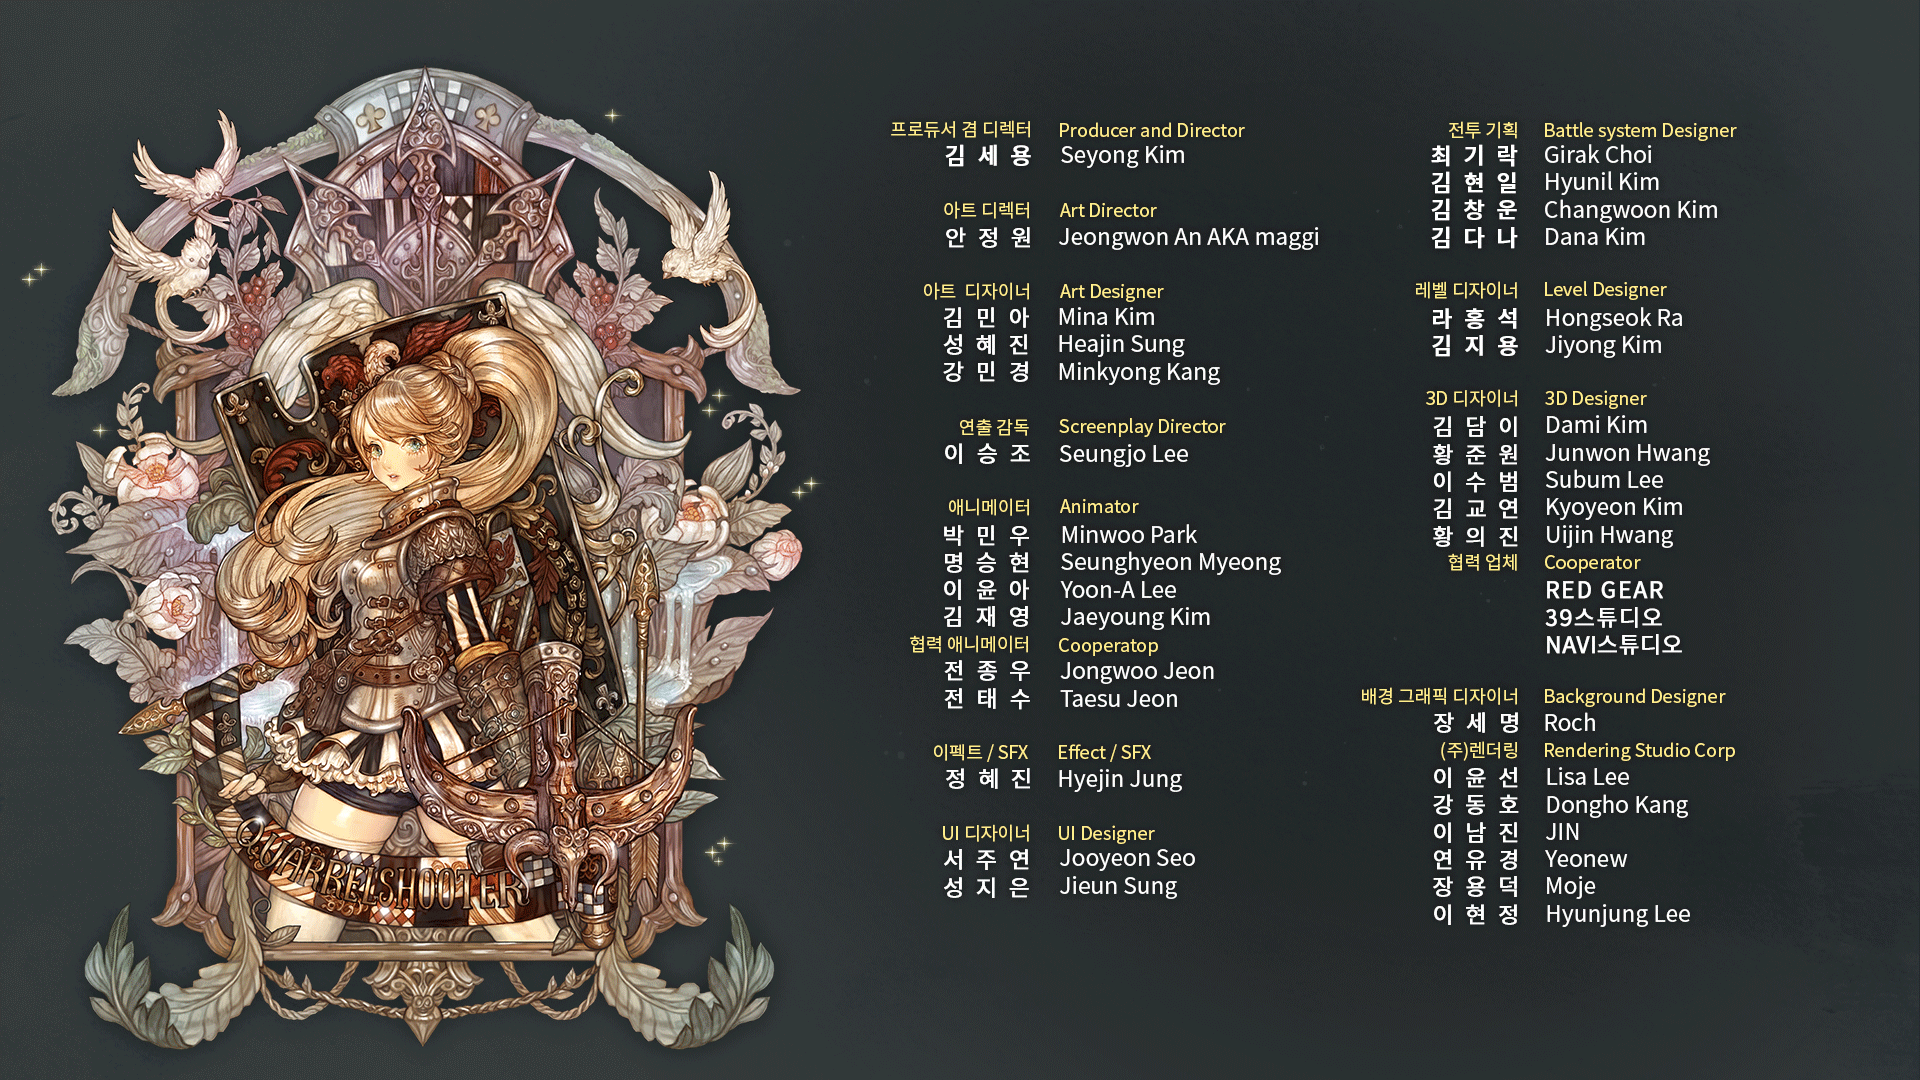 QUARRELSHOOTER
프로듀서 겸 디렉터 Producer and Director
김세용 Seyong Kim
아트 디렉터 Art Director
안정원 Jeongwon An AKA maggi
아트 디자이너 Art Designer
김민아 Mina Kim
성혜진 Heajin Sung
강민경 Minkyong Kang
연출 감독 Screenplay Director
이승조 Seungjo Lee
애니메이터 Animator
박민우 Minwoo Park
명승현 Seunghyeon Myeong
이윤아 Yoon-A Lee
김재영 Jaeyoung Kim
협력 애니메이터 Cooperatop
전종우 Jongwoo Jeon
전태수 Taesu Jeon
이펙트 / SFX Effect / SFX
정혜진 Hyejin Jung
UI 디자이너 UI Designer
서주연 Jooyeon Seo
성지은 Jieun Sung
전투 기획 Battle system Designer
최기락 Girak Choi
김현일 Hyunil Kim
김창운 Changwoon Kim
김다나 Dana Kim
레벨 디자이너 Level Designer
라홍석 Hongseok Ra
김지용 Jiyong Kim
3D 디자이너 3D Designer
김담이 Dami Kim
황준원 Junwon Hwang
이수범 Subum Lee
김교연 Kyoyeon Kim
황의진 Uijin Hwang
협력 업체 Cooperator
RED GEAR
39스튜디오
NAVI스튜디오
배경 그래픽 디자이너 Background Designer
장세명 Roch
(주)렌더링 Rendering Studio Corp
이윤선 Lisa Lee
강동호 Dongho Kang
이남진 JIN
연유경 Yeonew
장용덕 Moje
이현정 Hyunjung Lee